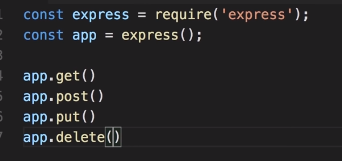 const express = require('express');
const app = express();
app.get()
app.post()
app.put()
app.delete()